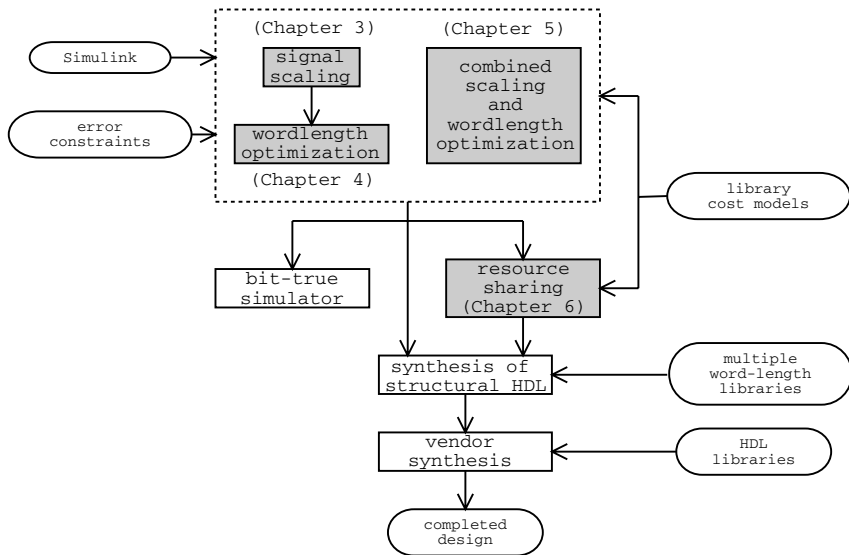 (Chapter 3)
(Chapter 5)
Simulink
signal
scaling
combined
scaling
and
wordlength
optimization
error
constraints
wordlength
optimization
(Chapter 4)
library
cost models
bit-true
simulator
resource
sharing
(Chapter 6)
synthesis of
structural HDL
multiple
word-length
libraries
vendor
synthesis
HDL
libraries
completed
design